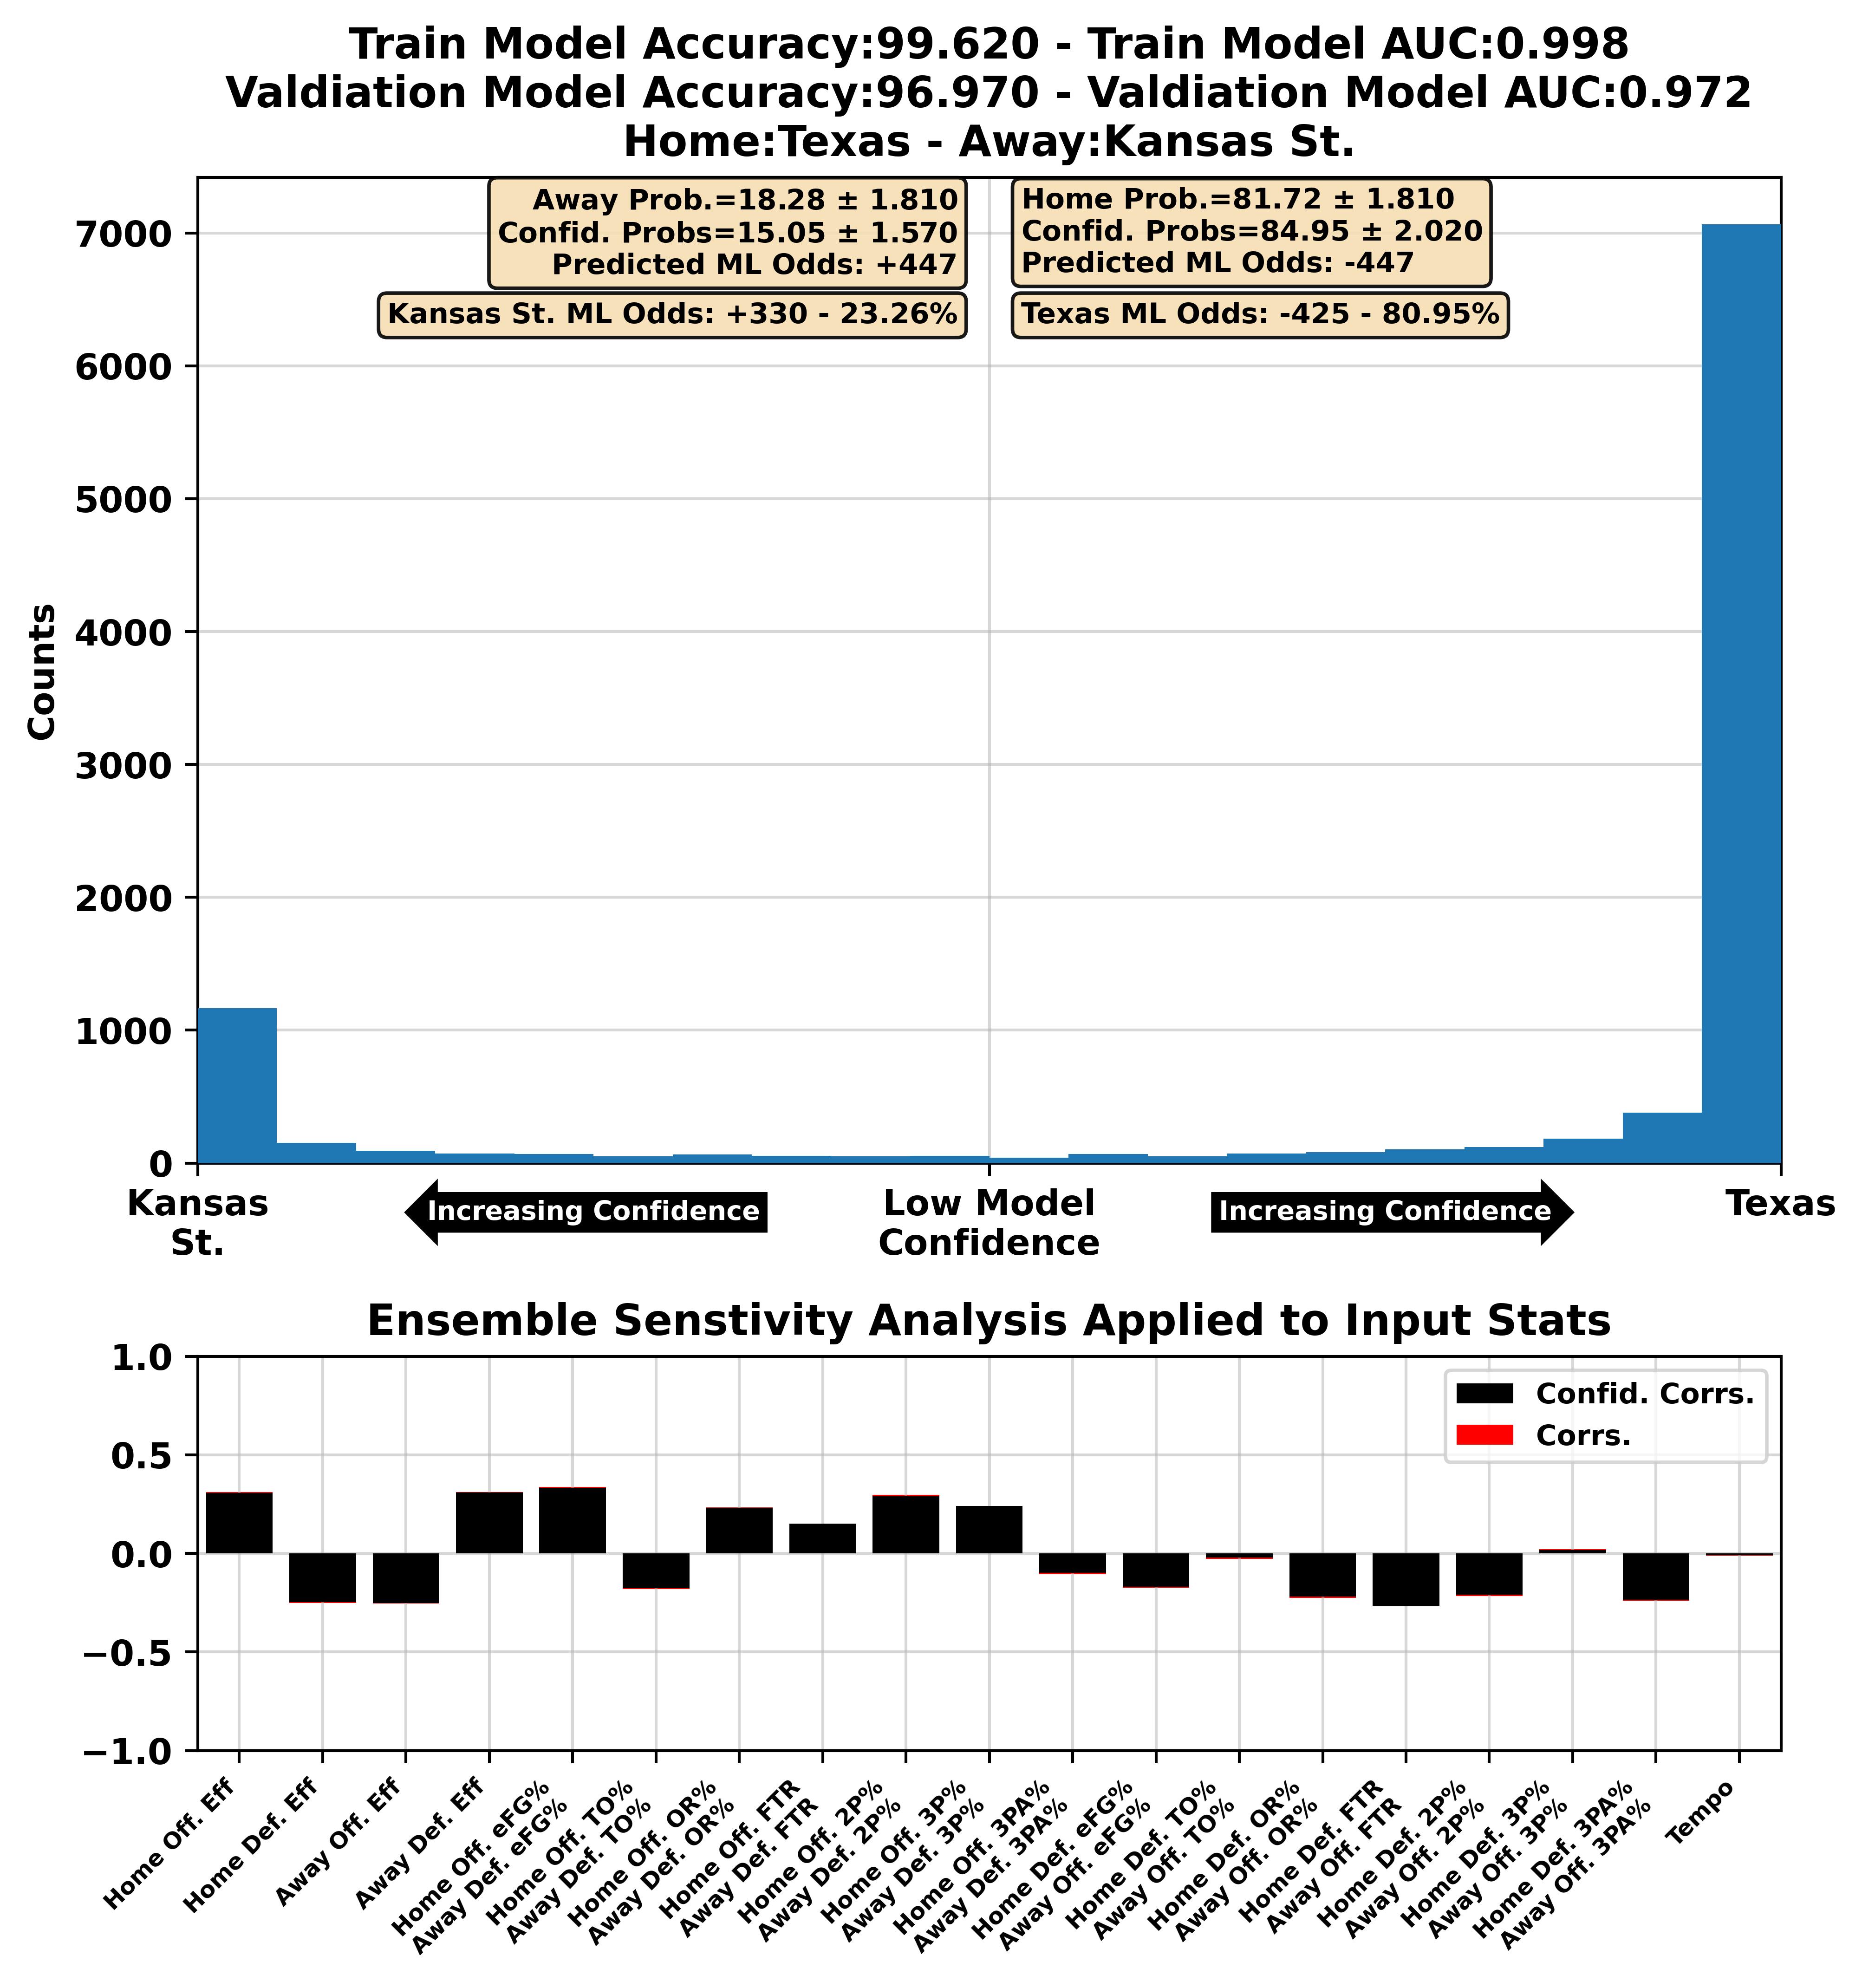 Train Model Accuracy:99.620 - Train Model AUC:0.998
Valdiation Model Accuracy:96.970 - Valdiation Model AUC:0.972
Home:Texas - Away:Kansas St.
Away Prob.=18.28 ± 1.810
Confid. Probs=15.05 ± 1.570
Predicted ML Odds: +447
Kansas St. ML Odds: +330 - 23.26%
Home Prob.=81.72 ± 1.810
Confid. Probs=84.95 ± 2.020
Predicted ML Odds: -447
Texas ML Odds: -425 - 80.95%
7000
6000
5000
4000
3000
2000
1000
0
Counts
Kansas
St.
Increasing Confidence
Low Model
Confidence
Increasing Confidence
Texas
Ensemble Senstivity Analysis Applied to Input Stats
1.0
0.5
0.0
−0.5
−1.0
Confid. Corrs.
Corrs.
Home Off. Eff
Home Def. Eff
Away Off. Eff
Away Def. Eff
Home Off. eFG%
Away Def. eFG%
Home Off. TO%
Away Def. TO%
Home Off. OR%
Away Def. OR%
Home Off. FTR
Away Def. FTR
Home Off. 2P%
Away Def. 2P%
Home Off. 3P%
Away Def. 3P%
Home Off. 3PA%
Away Def. 3PA%
Home Def. eFG%
Away Off. eFG%
Home Def. TO%
Away Off. TO%
Home Def. OR%
Away Off. OR%
Home Def. FTR
Away Off. FTR
Home Def. 2P%
Away Off. 2P%
Home Def. 3P%
Away Off. 3P%
Home Def. 3PA%
Away Off. 3PA%
Tempo